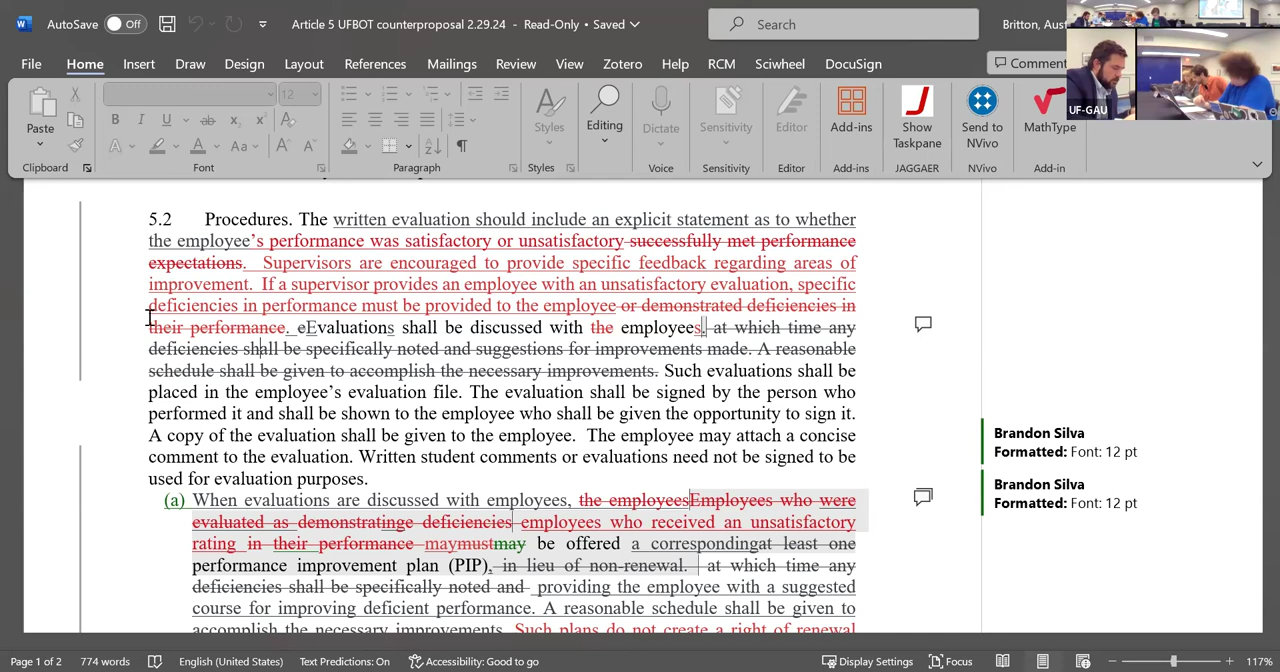 AutoSave Off Article 5 UFBOT counterproposal 2.29.24 - Read-Only • Saved Search Britton, Aust
File Home Insert Draw Design Layout References Mailings Review View Zotero Help RCM Sciwheel DocuSign Comment
UF-GAU
12
Paste Styles Editing Dictate Sensitivity Editor Add-ins Show Taskpane Send to NVivo MathType
Clipboard Font Paragraph Styles Voice Sensitivity Editor Add-ins JAGGAER NVivo Add-in
5.2 Procedures. The written evaluation should include an explicit statement as to whether
the employee's performance was satisfactory or unsatisfactory successfully met performance
expectations. Supervisors are encouraged to provide specific feedback regarding areas of
improvement. If a supervisor provides an employee with an unsatisfactory evaluation, specific
deficiencies in performance must be provided to the employee or demonstrated deficiencies in
their performance. eEvaluations shall be discussed with the employees. at which time any
deficiencies shall be specifically noted and suggestions for improvements made. A reasonable
schedule shall be given to accomplish the necessary improvements. Such evaluations shall be
placed in the employee's evaluation file. The evaluation shall be signed by the person who
performed it and shall be shown to the employee who shall be given the opportunity to sign it.
A copy of the evaluation shall be given to the employee. The employee may attach a concise
comment to the evaluation. Written student comments or evaluations need not be signed to be
used for evaluation purposes.
(a) When evaluations are discussed with employees, the employeesEmployees who were
evaluated as demonstratinge deficiencies employees who received an unsatisfactory
rating in their performance maymustmay be offered a correspondingat least one
performance improvement plan (PIP), in lieu of non-renewal. at which time any
deficiencies shall be specifically noted and providing the employee with a suggested
course for improving deficient performance. A reasonable schedule shall be given to
accomplish the necessary improvements. Such plans do not create a right of renewal
Brandon Silva
Formatted: Font: 12 pt
Brandon Silva
Formatted: Font: 12 pt
Page 1 of 2 774 words English (United States) Text Predictions: On Accessibility: Good to go Display Settings Focus 117%